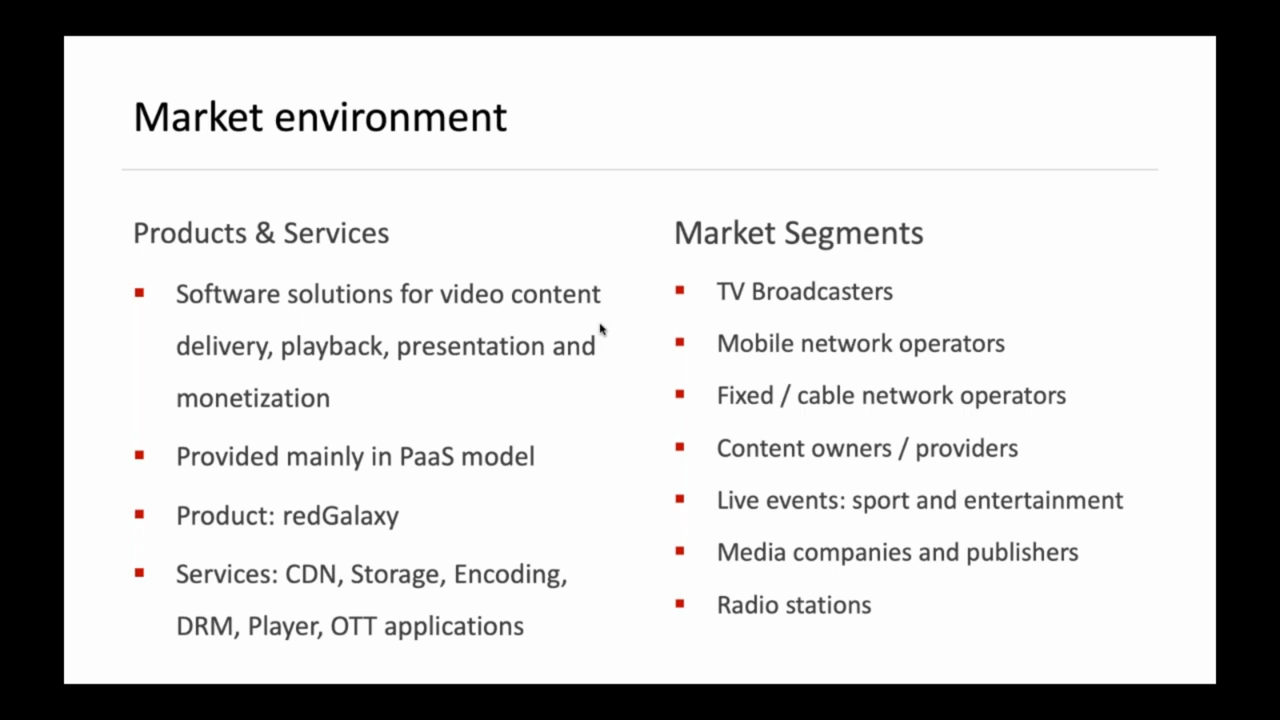 Market environment
Products & Services
Software solutions for video content
delivery, playback, presentation and
monetization
Provided mainly in PaaS model
Product: redGalaxy
Services: CDN, Storage, Encoding,
DRM, Player, OTT applications
Market Segments
TV Broadcasters
Mobile network operators
Fixed / cable network operators
Content owners / providers
Live events: sport and entertainment
Media companies and publishers
Radio stations